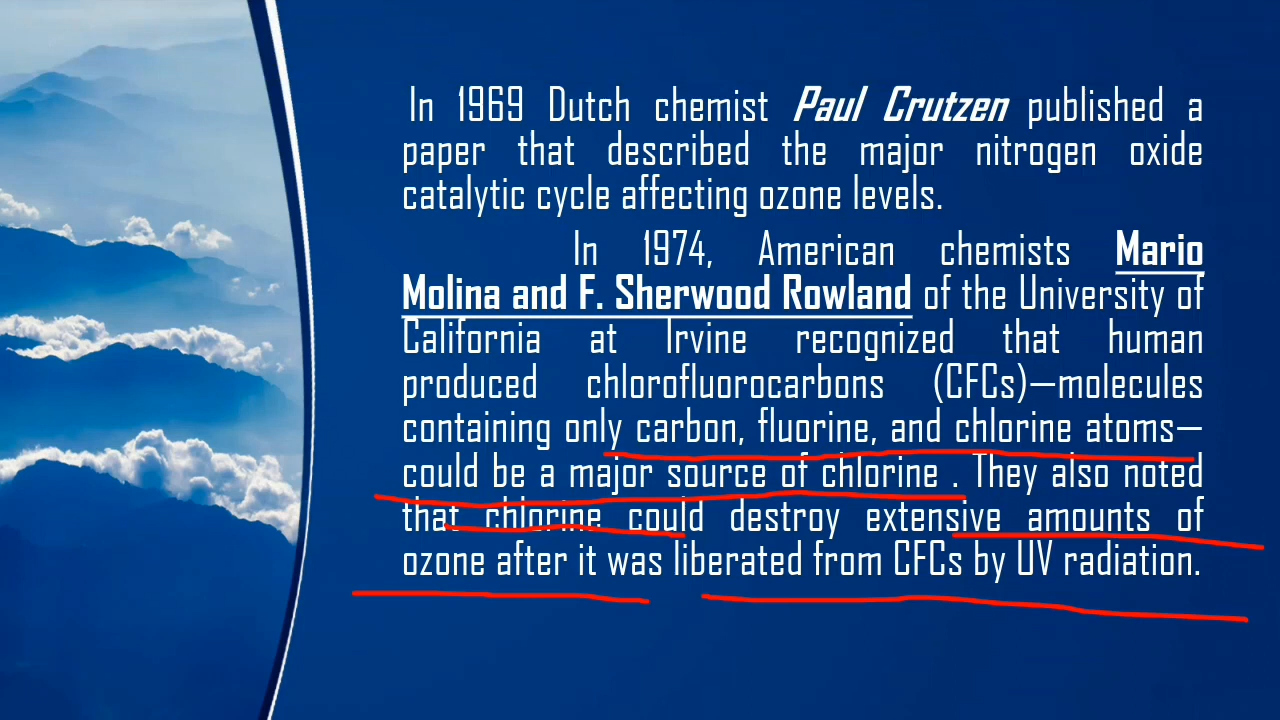 In 1969 Dutch chemist Paul Crutzen published a
paper that described the major nitrogen oxide
catalytic cycle affecting ozone levels.
In 1974, American chemists Mario
Molina and F. Sherwood Rowland of the University of
California at Irvine recognized that human
produced chlorofluorocarbons (CFCs)—molecules
containing only carbon, fluorine, and chlorine atoms—
could be a major source of chlorine . They also noted
that chlorine could destroy extensive amounts of
ozone after it was liberated from CFCs by UV radiation.